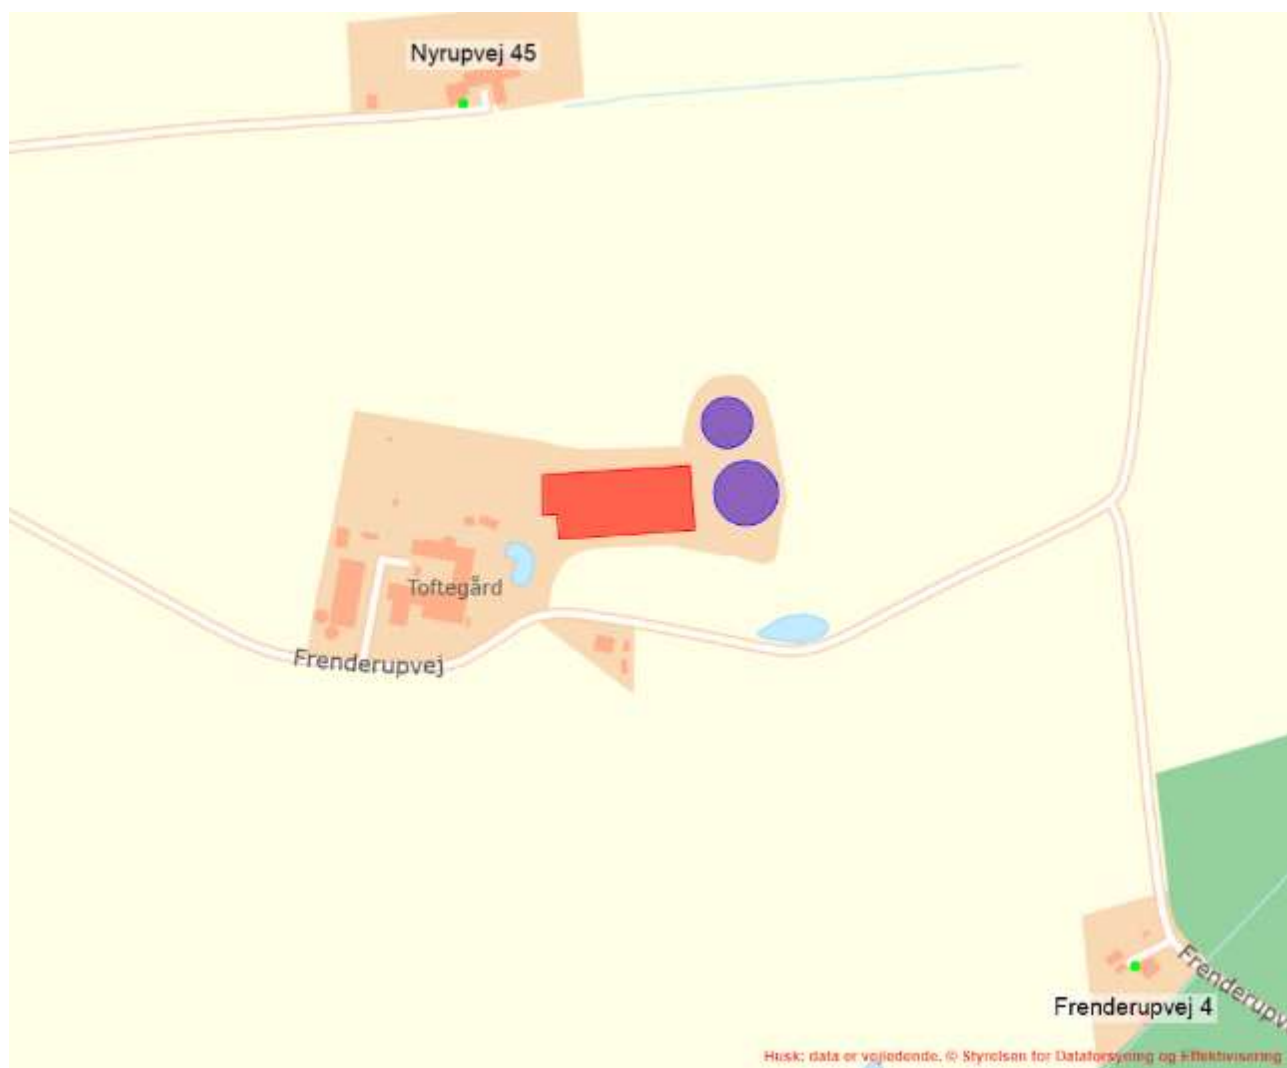 Nyrupvej 45
Toftegård
Frenderupvej
Frenderupv
Frenderupvej 4
Husk: data er vejledende. © Styrelsen for Dataforsyning og Effektivisering